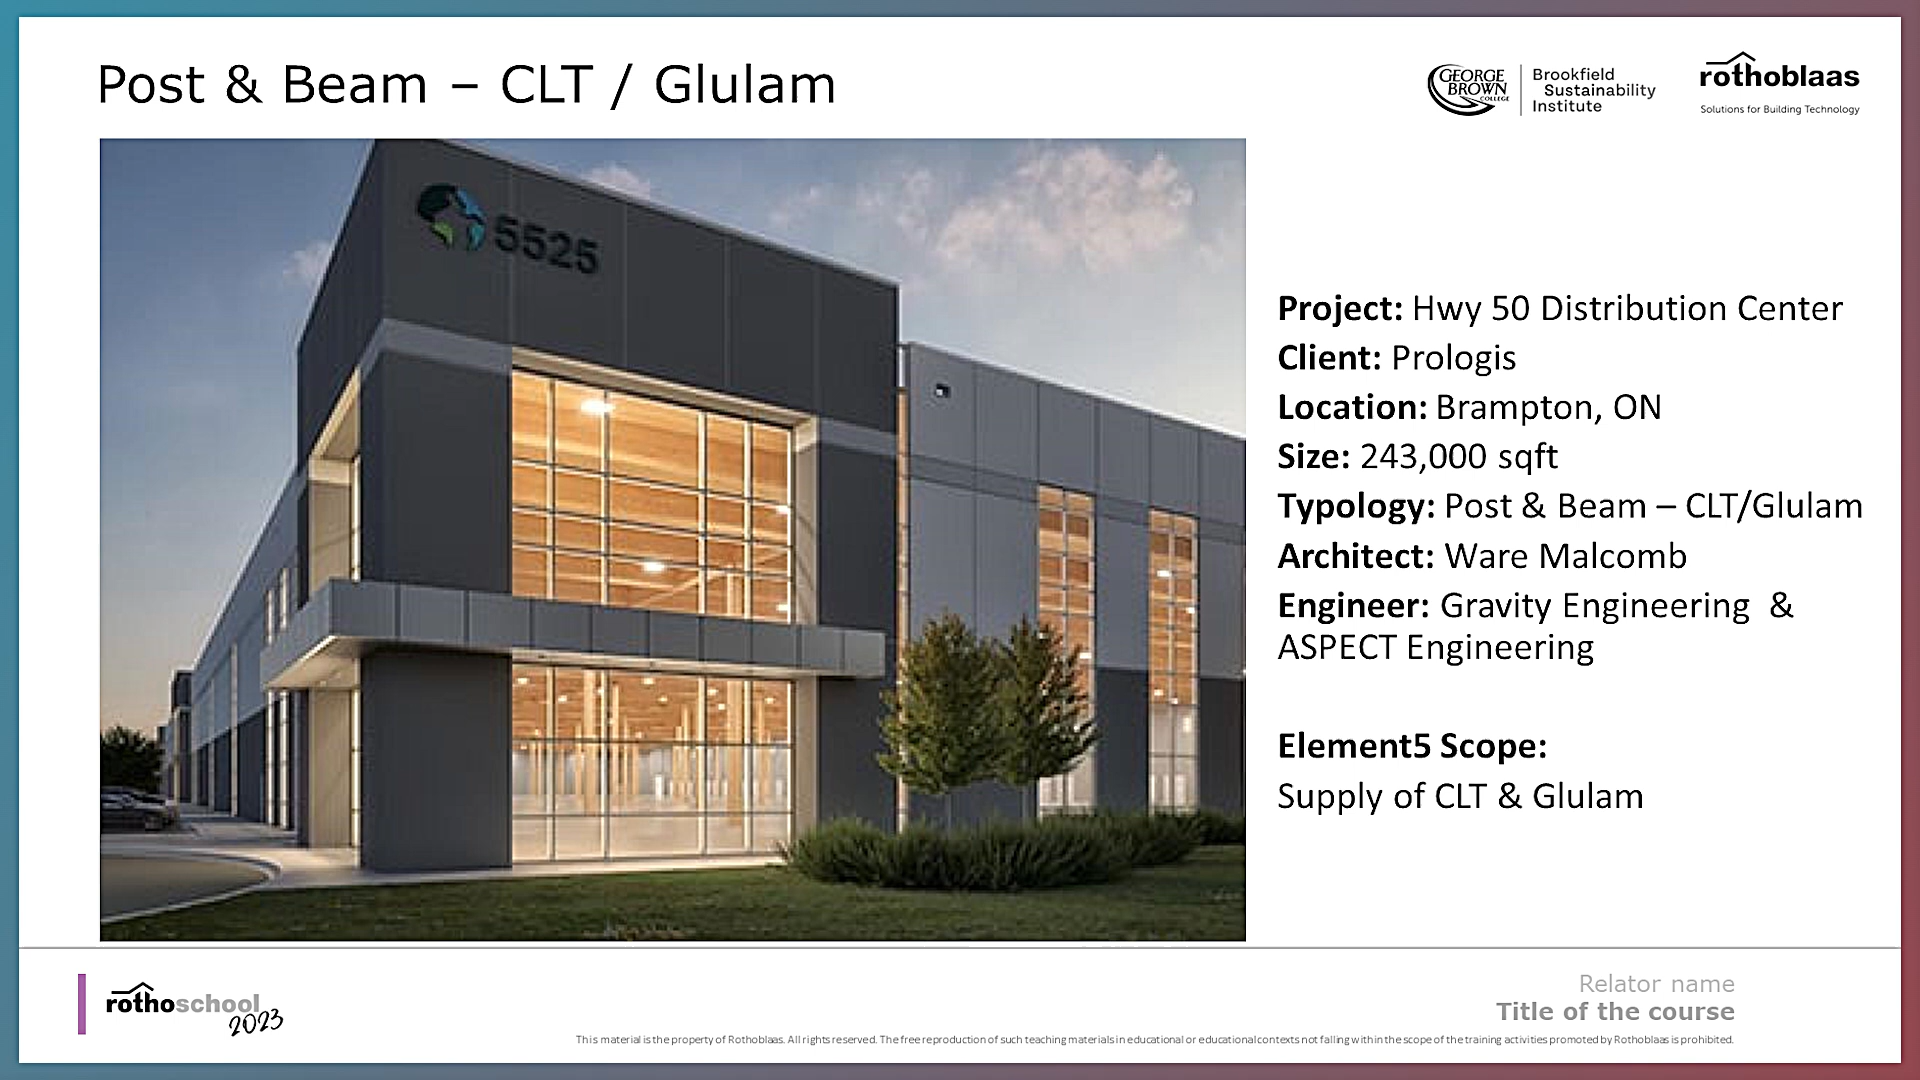 Post & Beam – CLT / Glulam
GEORGE
BROWN
COLLEGE
Brookfield
Sustainability
Institute
rothoblaas
Solutions for Building Technology
5525
Project: Hwy 50 Distribution Center
Client: Prologis
Location: Brampton, ON
Size: 243,000 sqft
Typology: Post & Beam – CLT/Glulam
Architect: Ware Malcomb
Engineer: Gravity Engineering  &
ASPECT Engineering
Element5 Scope:
Supply of CLT & Glulam
rothoschool
2023
Relator name
Title of the course
This material is the property of Rothoblaas. All rights reserved. The free reproduction of such teaching materials in educational or educational contexts not falling within the scope of the training activities promoted by Rothoblaas is prohibited.